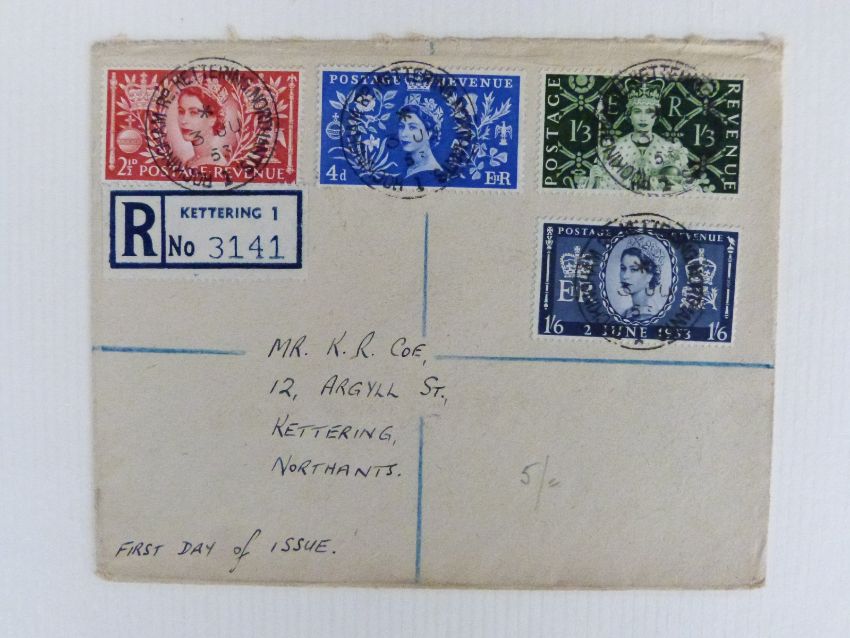 2½D
POSTAGE REVENUE
POSTAGE REVENUE
4d EIIR
POSTAGE REVENUE
E R
1/3 1/3
R KETTERING 1
No 3141
POSTAGE REVENUE
EIIR
1/6 2 JUNE 1953 1/6
MR. K. R. COE,
12, ARGYLL ST.,
KETTERING,
NORTHANTS.
5/=
FIRST DAY of ISSUE.